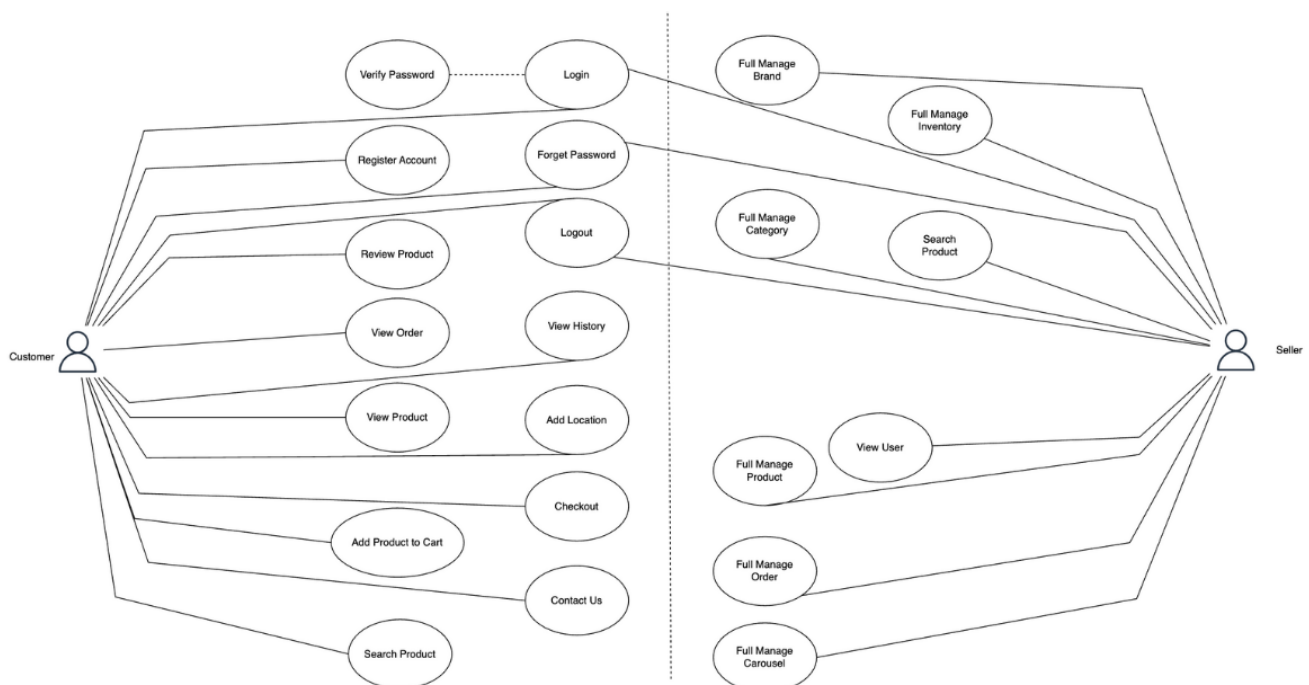 Verify Password
Login
Full Manage
Brand
Full Manage
Inventory
Register Account
Forget Password
Full Manage
Category
Logout
Search
Product
Review Product
View Order
View History
Customer
Seller
View Product
Add Location
View User
Full Manage
Product
Checkout
Add Product to Cart
Full Manage
Order
Contact Us
Search Product
Full Manage
Carousel